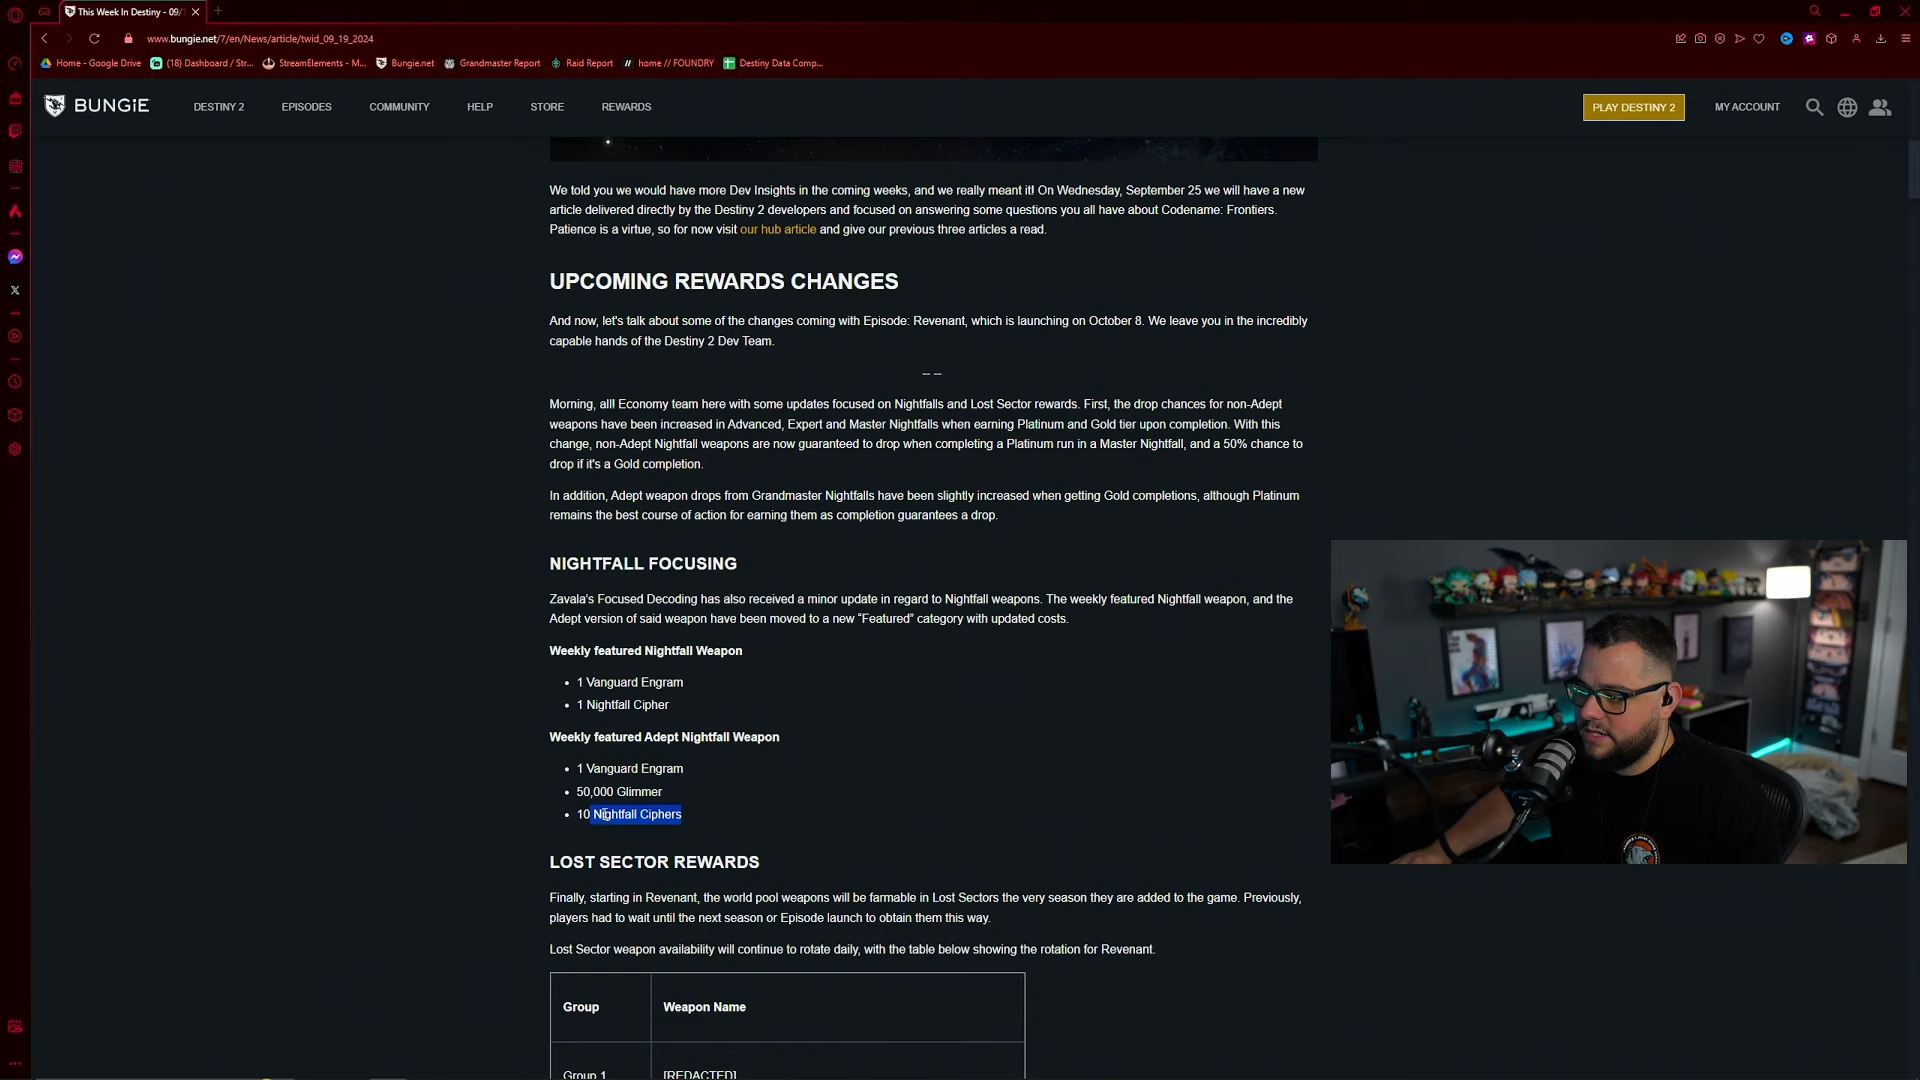 This Week In Destiny - 09/
www.bungie.net/7/en/News/article/twid_09_19_2024
Home - Google Drive
(18) Dashboard / Str...
StreamElements - M...
Bungie.net
Grandmaster Report
Raid Report
home // FOUNDRY
Destiny Data Comp...
BUNGiE
DESTINY 2
EPISODES
COMMUNITY
HELP
STORE
REWARDS
PLAY DESTINY 2
MY ACCOUNT
We told you we would have more Dev Insights in the coming weeks, and we really meant it! On Wednesday, September 25 we will have a new
article delivered directly by the Destiny 2 developers and focused on answering some questions you all have about Codename: Frontiers.
Patience is a virtue, so for now visit our hub article and give our previous three articles a read.
UPCOMING REWARDS CHANGES
And now, let's talk about some of the changes coming with Episode: Revenant, which is launching on October 8. We leave you in the incredibly
capable hands of the Destiny 2 Dev Team.
— —
Morning, all! Economy team here with some updates focused on Nightfalls and Lost Sector rewards. First, the drop chances for non-Adept
weapons have been increased in Advanced, Expert and Master Nightfalls when earning Platinum and Gold tier upon completion. With this
change, non-Adept Nightfall weapons are now guaranteed to drop when completing a Platinum run in a Master Nightfall, and a 50% chance to
drop if it's a Gold completion.
In addition, Adept weapon drops from Grandmaster Nightfalls have been slightly increased when getting Gold completions, although Platinum
remains the best course of action for earning them as completion guarantees a drop.
NIGHTFALL FOCUSING
Zavala's Focused Decoding has also received a minor update in regard to Nightfall weapons. The weekly featured Nightfall weapon, and the
Adept version of said weapon have been moved to a new “Featured” category with updated costs.
Weekly featured Nightfall Weapon
• 1 Vanguard Engram
• 1 Nightfall Cipher
Weekly featured Adept Nightfall Weapon
• 1 Vanguard Engram
• 50,000 Glimmer
• 10 Nightfall Ciphers
LOST SECTOR REWARDS
Finally, starting in Revenant, the world pool weapons will be farmable in Lost Sectors the very season they are added to the game. Previously,
players had to wait until the next season or Episode launch to obtain them this way.
Lost Sector weapon availability will continue to rotate daily, with the table below showing the rotation for Revenant.
Group
Weapon Name
Group 1
[REDACTED]